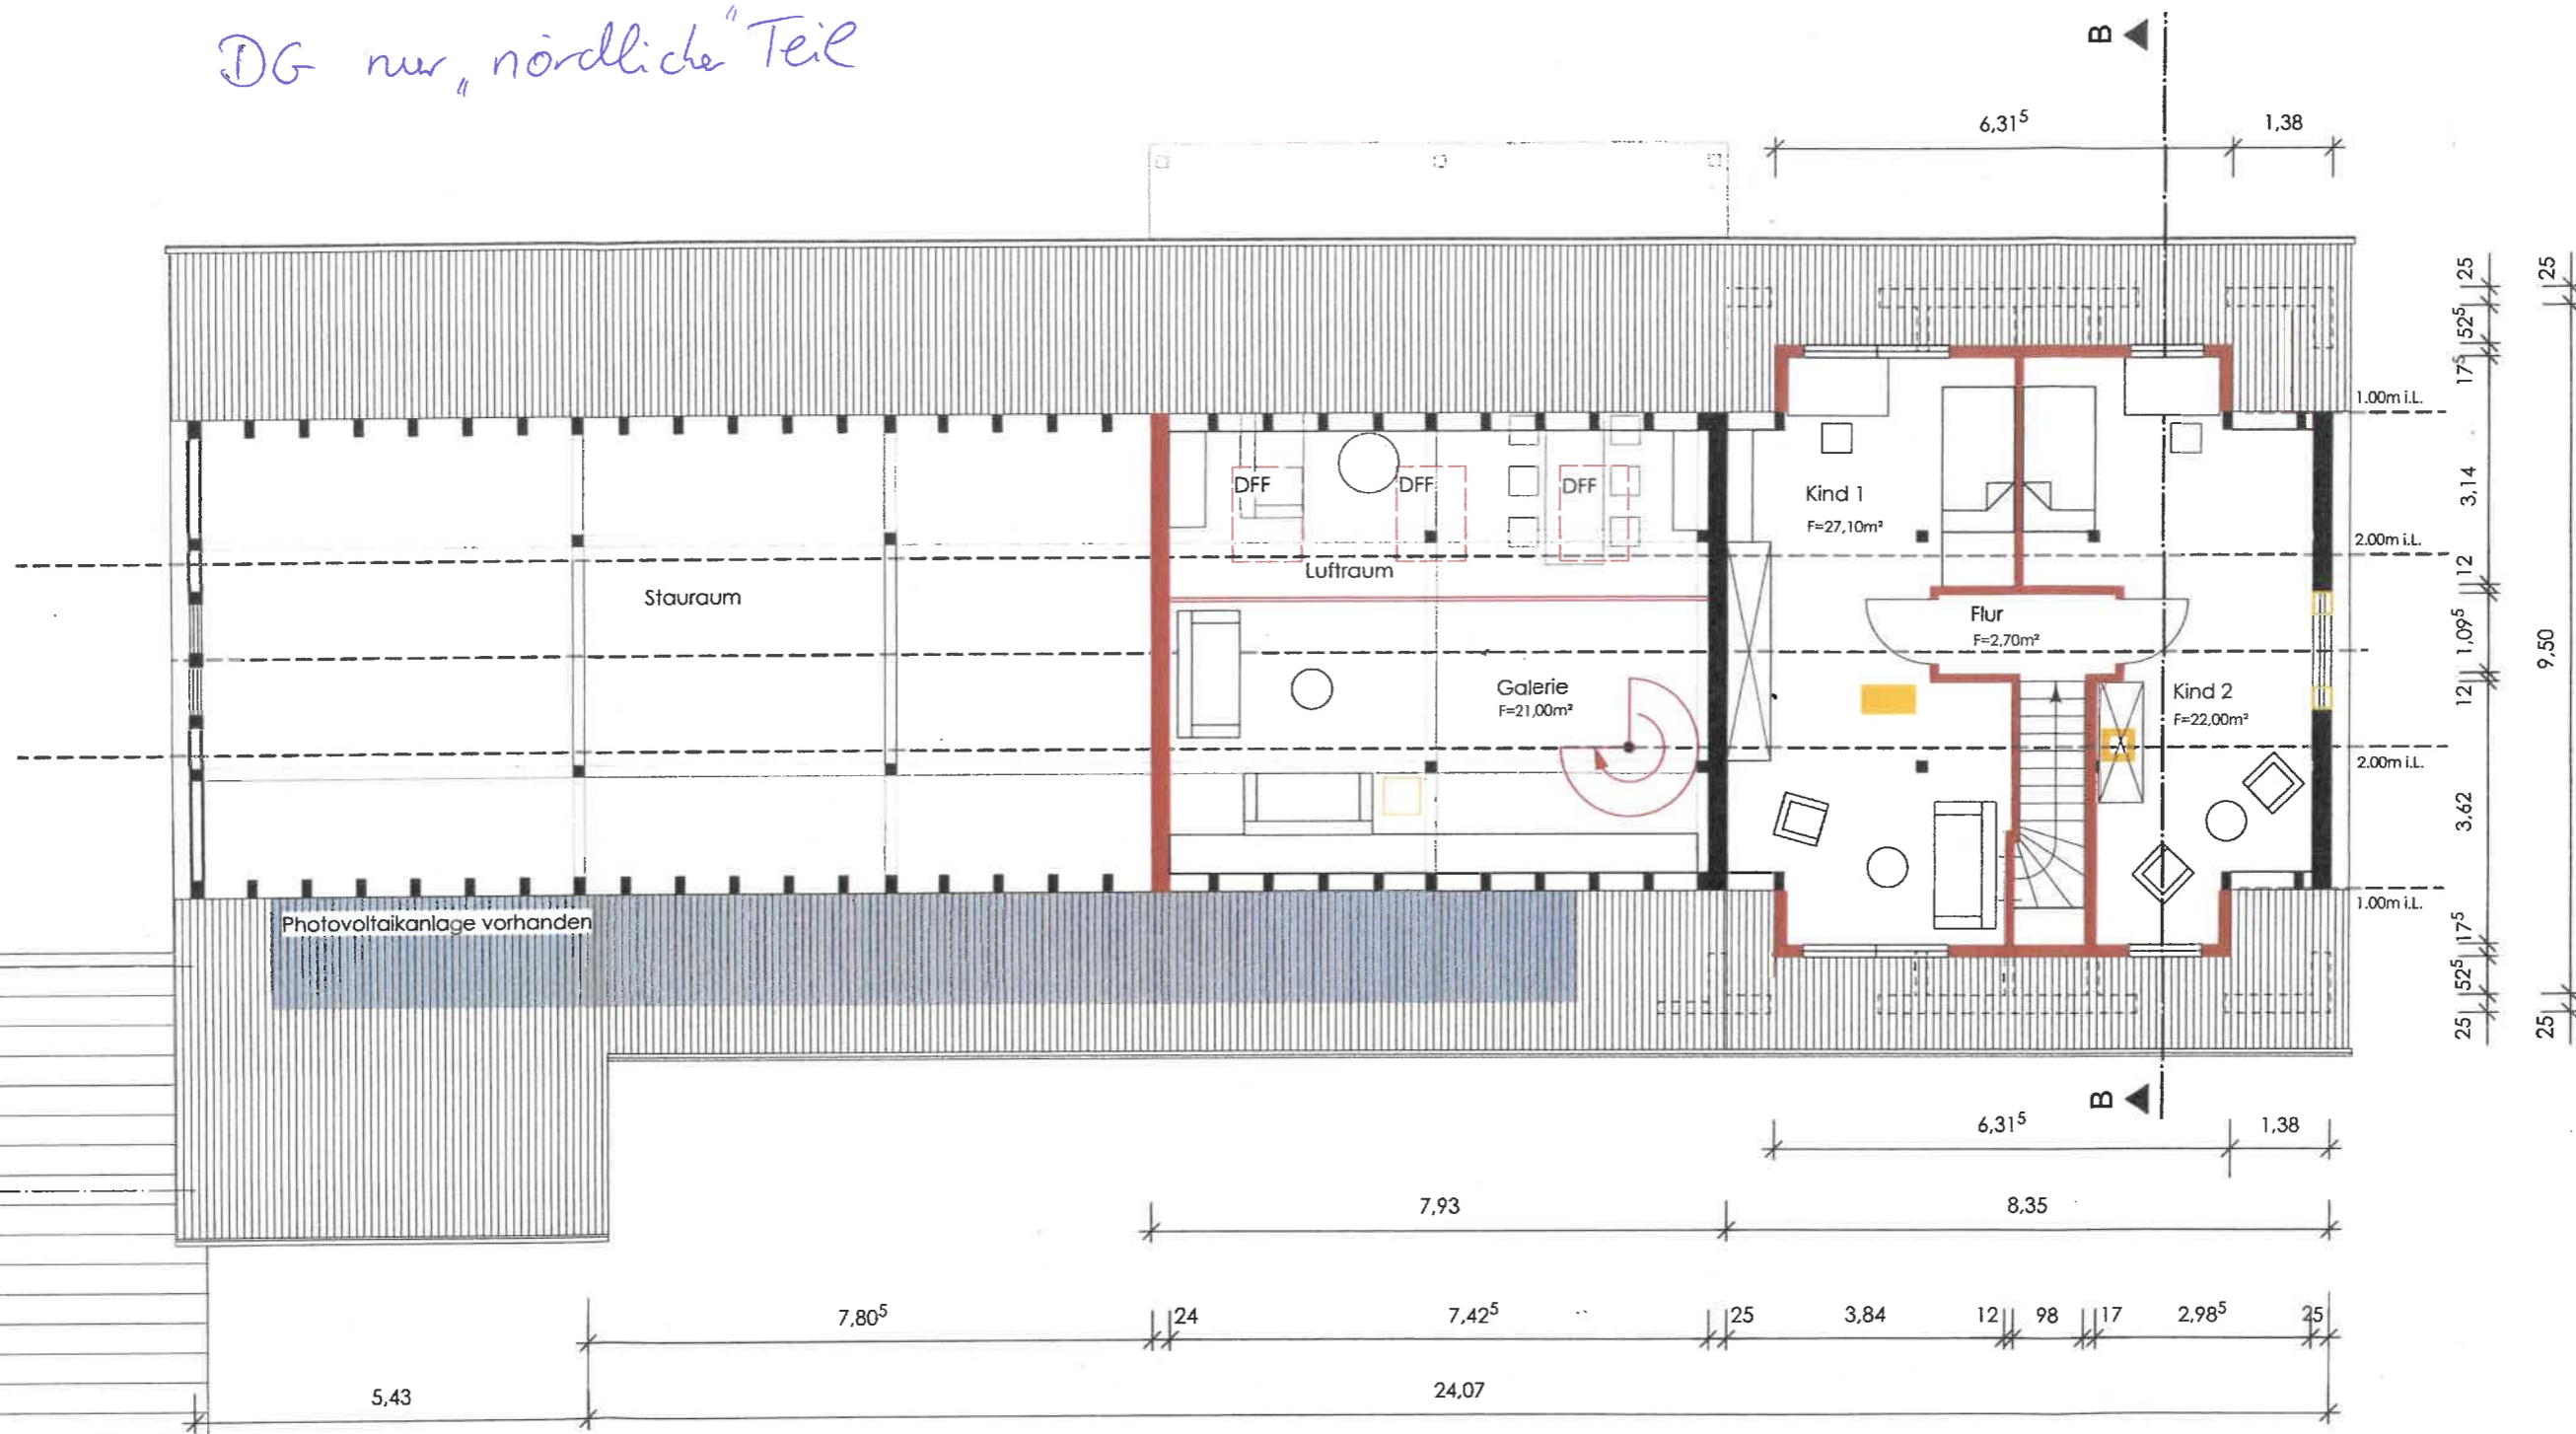 DG nur „nördliche" Teil
B
6,31⁵ 1,38
25 25
52⁵
17⁵
1.00m i.L.
DFF DFF DFF
Kind 1
F=27,10m²
3,14
2.00m i.L.
Luftraum
12
Stauraum
Flur
F=2,70m²
1,09⁵
9,50
Galerie
F=21,00m²
Kind 2
F=22,00m²
12
2.00m i.L.
3,62
1.00m i.L.
Photovoltaikanlage vorhanden
17⁵
52⁵
25 25
B
6,31⁵ 1,38
7,93 8,35
7,80⁵ 24 7,42⁵ 25 3,84 12 98 17 2,98⁵ 25
5,43 24,07